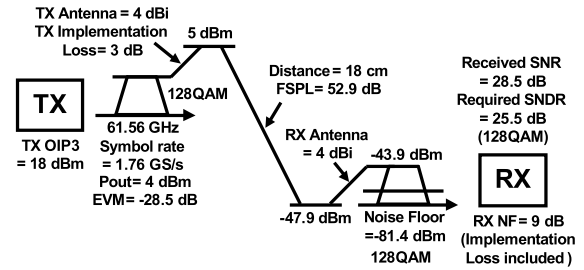 TX Antenna = 4 dBi
TX Implementation
Loss= 3 dB
5 dBm
TX
TX OIP3
= 18 dBm
128QAM
61.56 GHz
Symbol rate
= 1.76 GS/s
Pout= 4 dBm
EVM= -28.5 dB
Distance = 18 cm
FSPL= 52.9 dB
RX Antenna
= 4 dBi
-43.9 dBm
-47.9 dBm
Noise Floor
=-81.4 dBm
128QAM
Received SNR
= 28.5 dB
Required SNDR
= 25.5 dB
(128QAM)
RX
RX NF= 9 dB
(Implementation
Loss included )